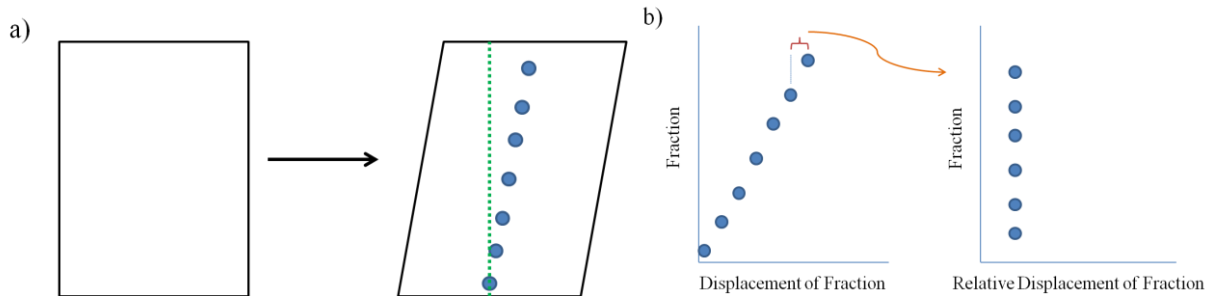 a)
b)
Fraction
Displacement of Fraction
Fraction
Relative Displacement of Fraction